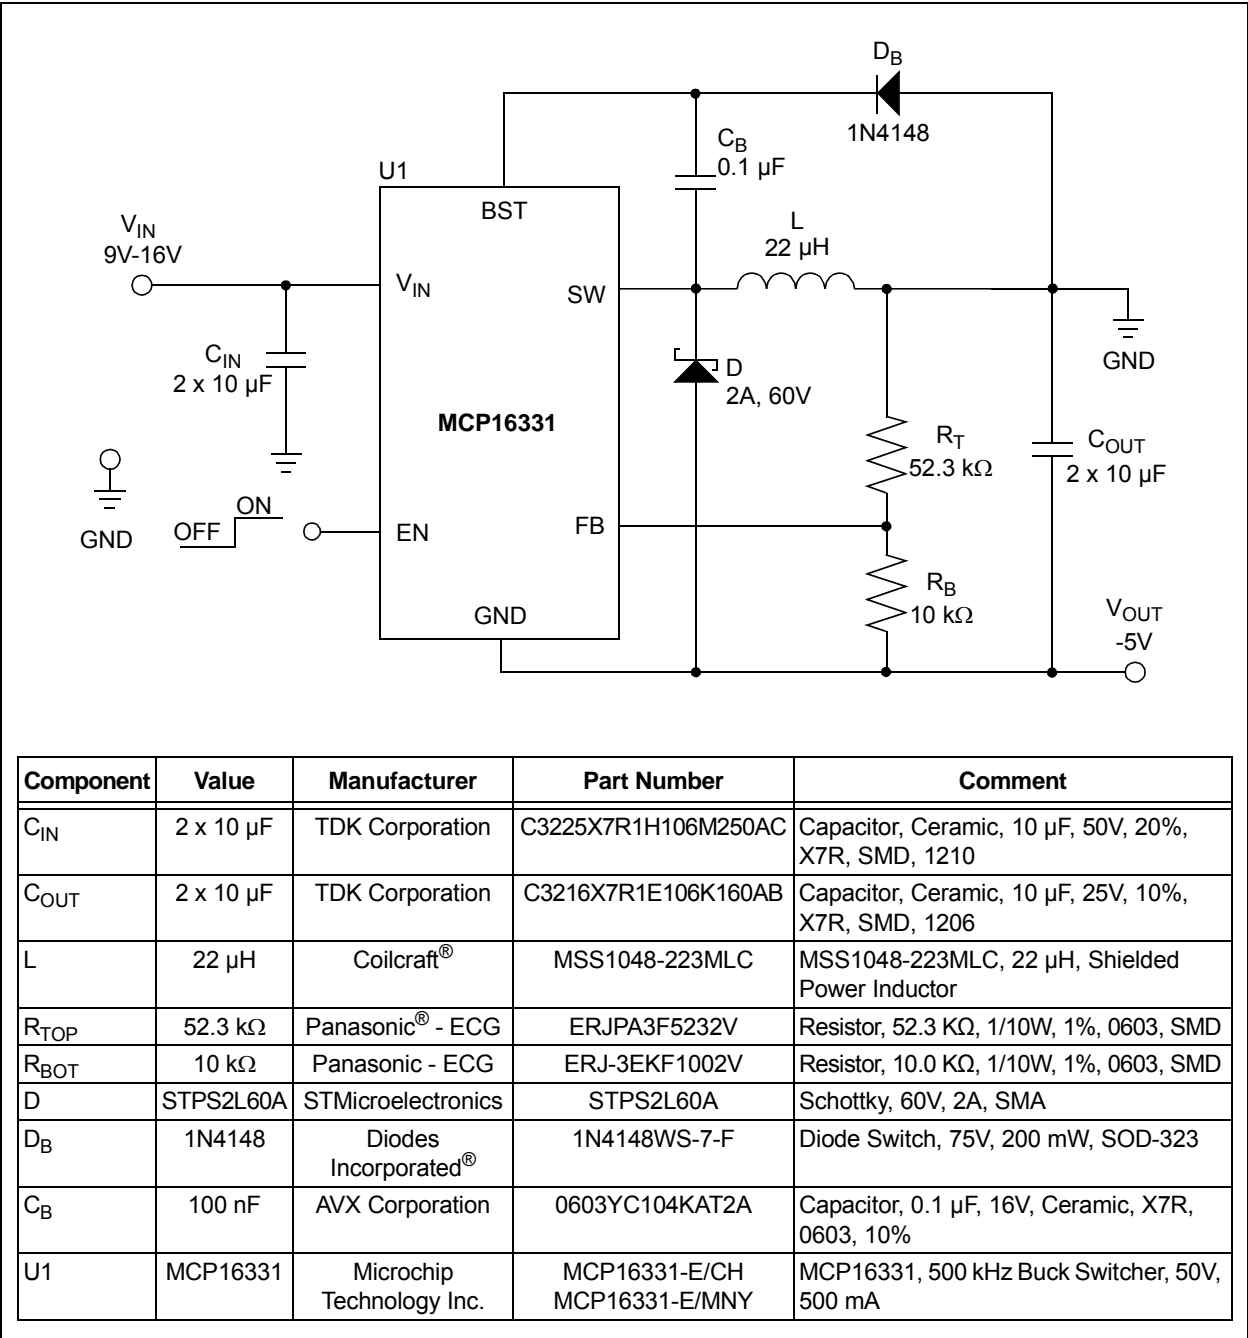 D_B
1N4148
C_B
0.1 µF
U1
BST
V_IN
9V-16V
L
22 µH
V_IN
SW
GND
C_IN
2 x 10 µF
D
2A, 60V
MCP16331
R_T
52.3 kΩ
C_OUT
2 x 10 µF
GND
OFF
ON
EN
FB
R_B
10 kΩ
GND
V_OUT
-5V
Component Value Manufacturer Part Number Comment
C_IN 2 x 10 µF TDK Corporation C3225X7R1H106M250AC Capacitor, Ceramic, 10 µF, 50V, 20%,
X7R, SMD, 1210
C_OUT 2 x 10 µF TDK Corporation C3216X7R1E106K160AB Capacitor, Ceramic, 10 µF, 25V, 10%,
X7R, SMD, 1206
L 22 µH Coilcraft® MSS1048-223MLC MSS1048-223MLC, 22 µH, Shielded
Power Inductor
R_TOP 52.3 kΩ Panasonic® - ECG ERJPA3F5232V Resistor, 52.3 KΩ, 1/10W, 1%, 0603, SMD
R_BOT 10 kΩ Panasonic - ECG ERJ-3EKF1002V Resistor, 10.0 KΩ, 1/10W, 1%, 0603, SMD
D STPS2L60A STMicroelectronics STPS2L60A Schottky, 60V, 2A, SMA
D_B 1N4148 Diodes 1N4148WS-7-F Diode Switch, 75V, 200 mW, SOD-323
Incorporated®
C_B 100 nF AVX Corporation 0603YC104KAT2A Capacitor, 0.1 µF, 16V, Ceramic, X7R,
0603, 10%
U1 MCP16331 Microchip MCP16331-E/CH MCP16331, 500 kHz Buck Switcher, 50V,
Technology Inc. MCP16331-E/MNY 500 mA